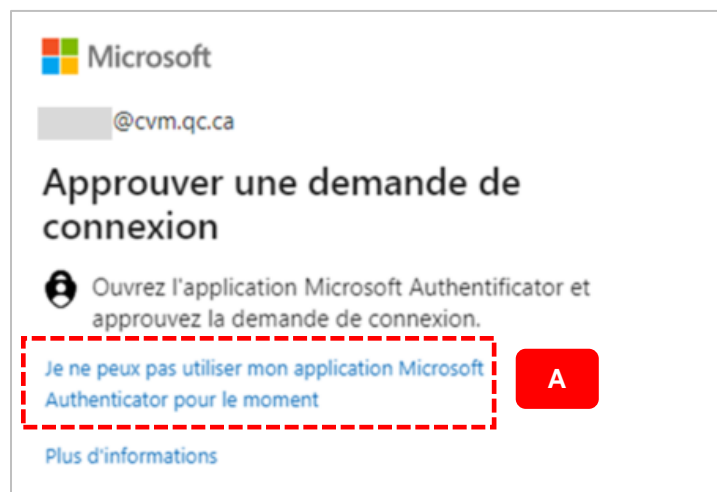 Microsoft
@cvm.qc.ca
Approuver une demande de
connexion
Ouvrez l'application Microsoft Authentificator et
approuvez la demande de connexion.
Je ne peux pas utiliser mon application Microsoft
Authenticator pour le moment
A
Plus d'informations